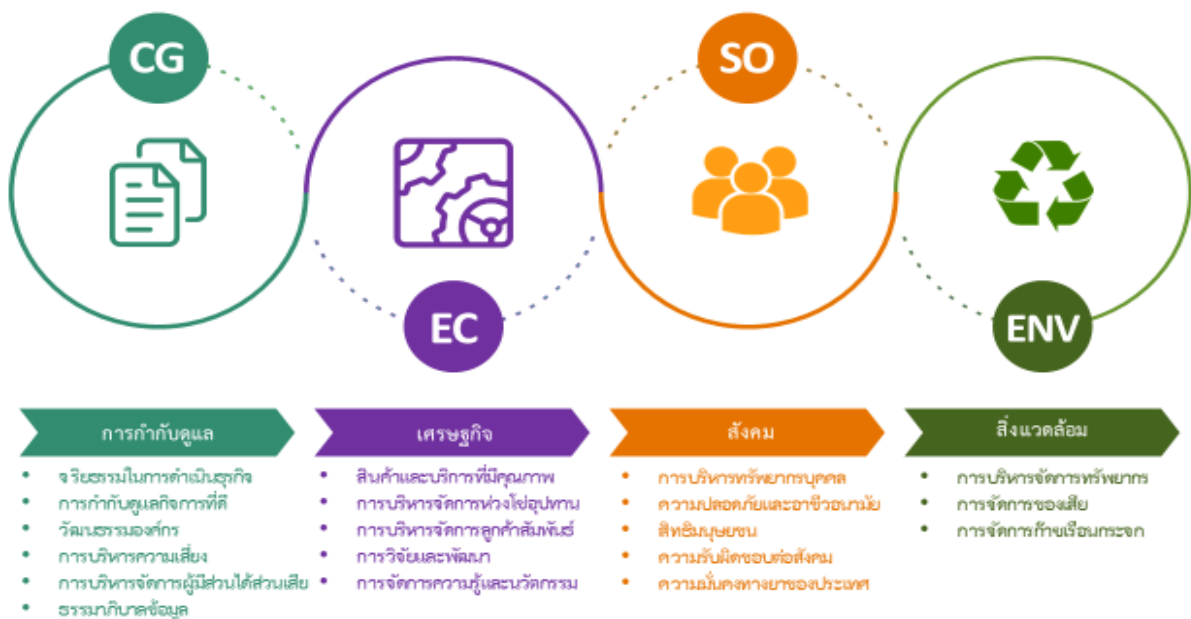 CG
SO
EC
ENV
การกำกับดูแล
• จริยธรรมในการดำเนินธุรกิจ
• การกำกับดูแลกิจการที่ดี
• วัฒนธรรมองค์กร
• การบริหารความเสี่ยง
• การบริหารจัดการผู้มีส่วนได้ส่วนเสีย
• ธรรมาภิบาลข้อมูล
เศรษฐกิจ
• สินค้าและบริการที่มีคุณภาพ
• การบริหารจัดการห่วงโซ่อุปทาน
• การบริหารจัดการลูกค้าสัมพันธ์
• การวิจัยและพัฒนา
• การจัดการความรู้และนวัตกรรม
สังคม
• การบริหารทรัพยากรบุคคล
• ความปลอดภัยและอาชีวอนามัย
• สิทธิมนุษยชน
• ความรับผิดชอบต่อสังคม
• ความมั่นคงทางยาของประเทศ
สิ่งแวดล้อม
• การบริหารจัดการทรัพยากร
• การจัดการของเสีย
• การจัดการก๊าซเรือนกระจก